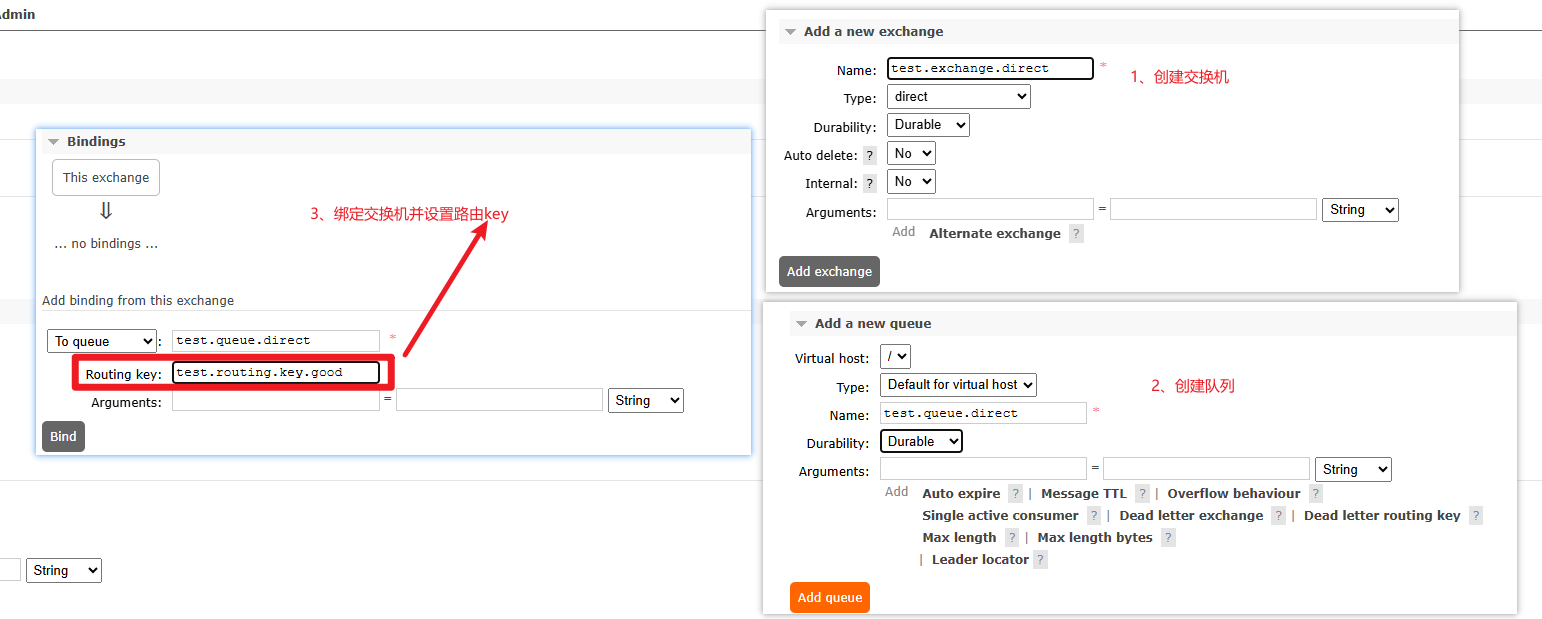 Admin
Bindings
This exchange
⇓
... no bindings ...
3、绑定交换机并设置路由key
Add binding from this exchange
To queue : test.queue.direct *
Routing key: test.routing.key.good
Arguments: = String
Bind
String
Add a new exchange
Name: test.exchange.direct *
1、创建交换机
Type: direct
Durability: Durable
Auto delete: ? No
Internal: ? No
Arguments: = String
Add Alternate exchange ?
Add exchange
Add a new queue
Virtual host: /
Type: Default for virtual host
2、创建队列
Name: test.queue.direct *
Durability: Durable
Arguments: = String
Add Auto expire ? | Message TTL ? | Overflow behaviour ?
Single active consumer ? | Dead letter exchange ? | Dead letter routing key ?
Max length ? | Max length bytes ?
| Leader locator ?
Add queue